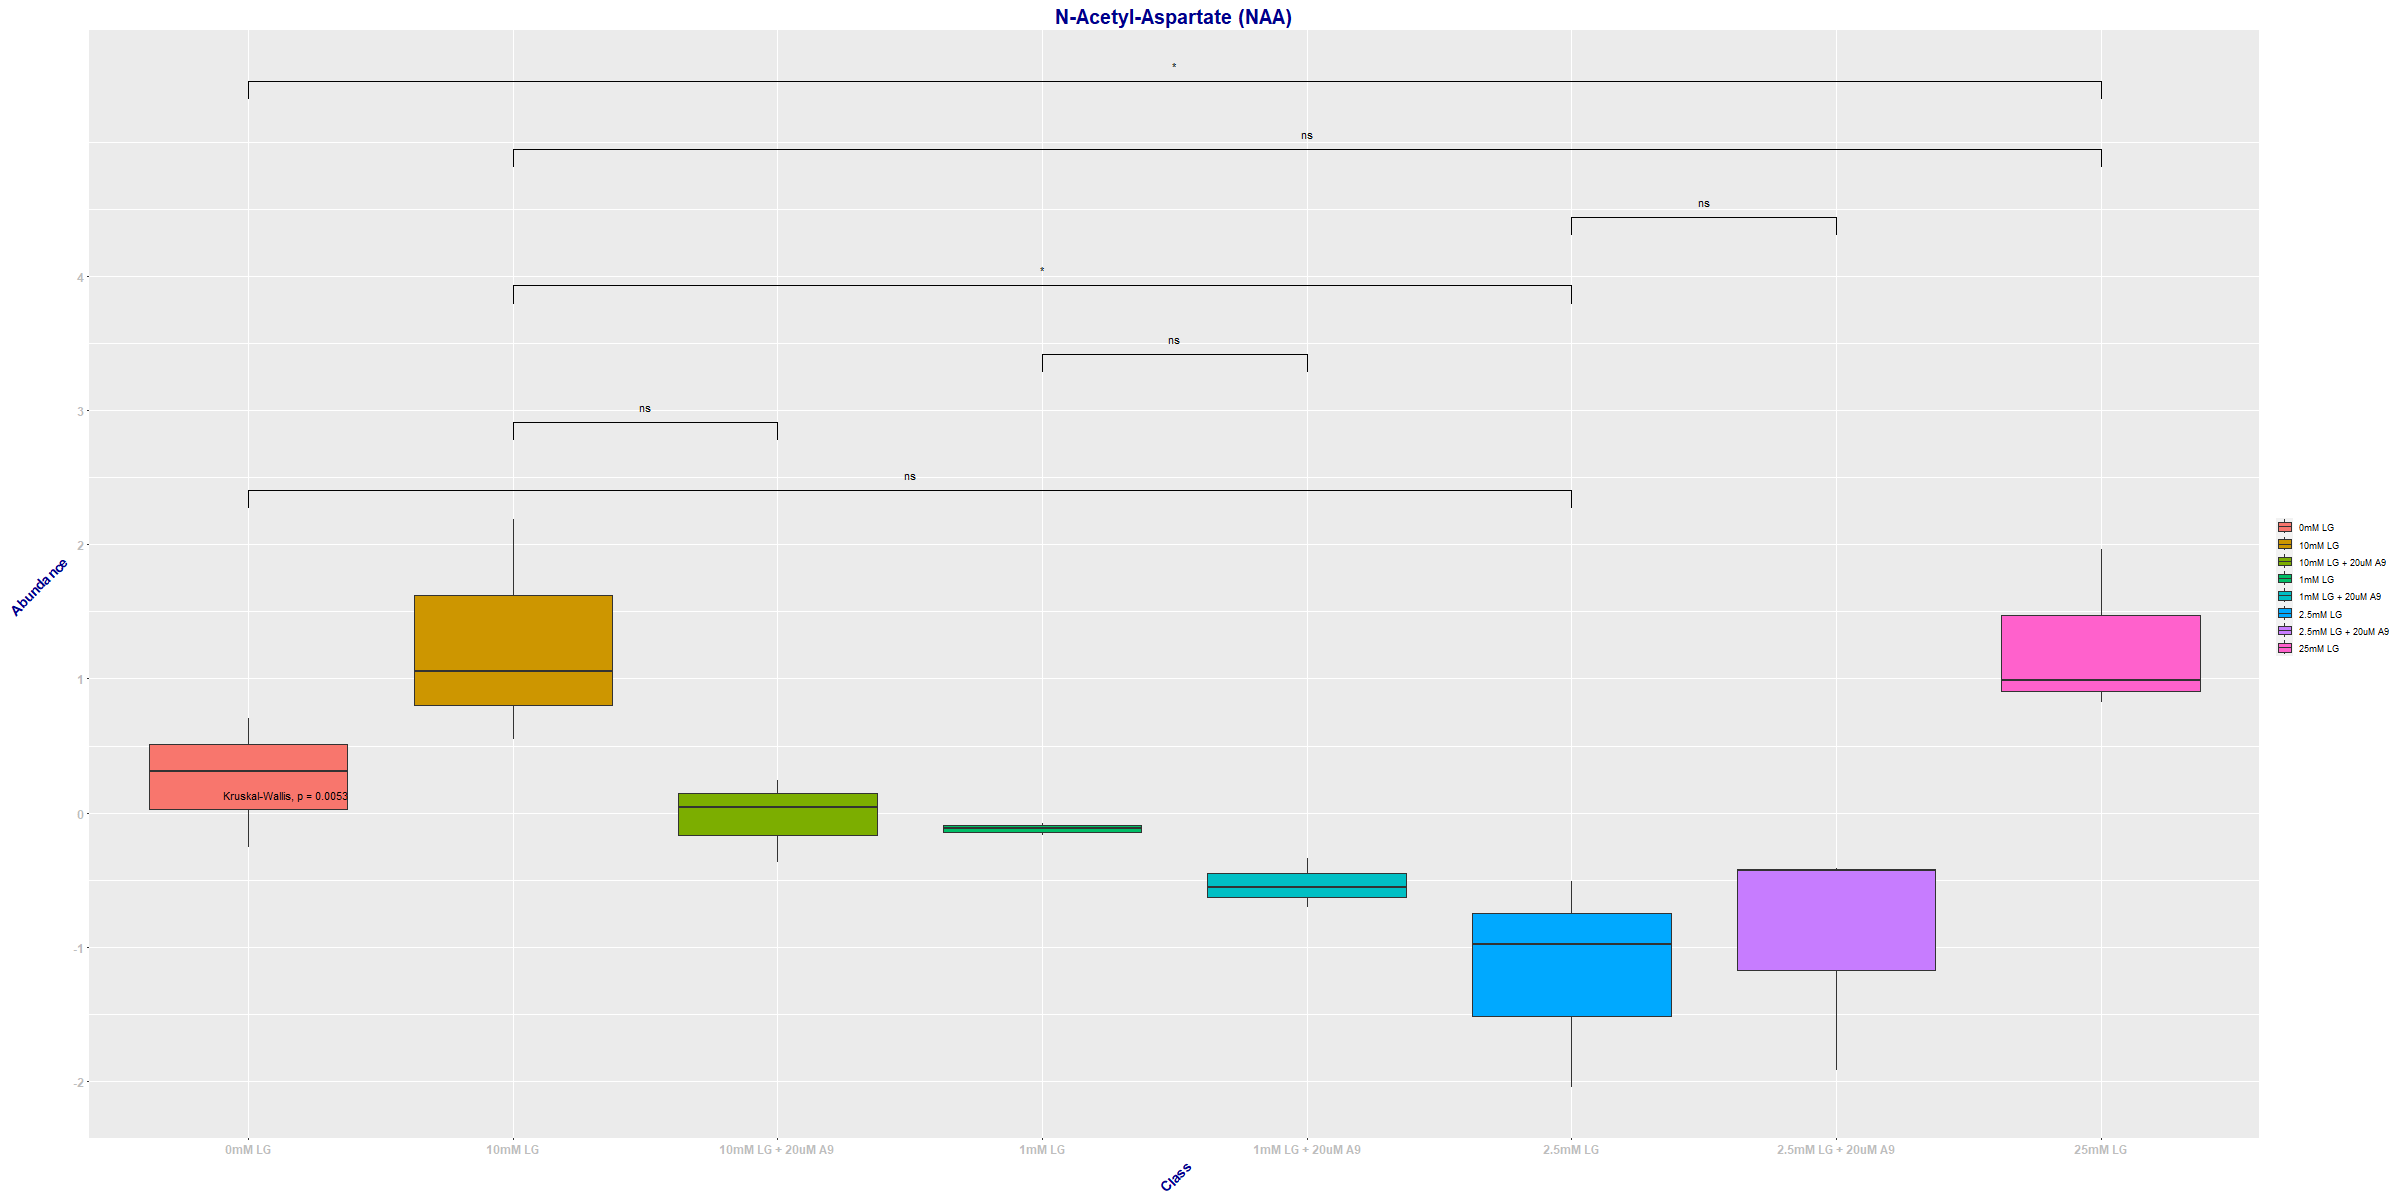 N-Acetyl-Aspartate (NAA)
*
ns
ns
*
ns
ns
ns
4
3
2
1
0
-1
-2
Abundance
Kruskal-Wallis, p = 0.0053
0mM LG
10mM LG
10mM LG + 20uM A9
1mM LG
1mM LG + 20uM A9
2.5mM LG
2.5mM LG + 20uM A9
25mM LG
Class
0mM LG
10mM LG
10mM LG + 20uM A9
1mM LG
1mM LG + 20uM A9
2.5mM LG
2.5mM LG + 20uM A9
25mM LG